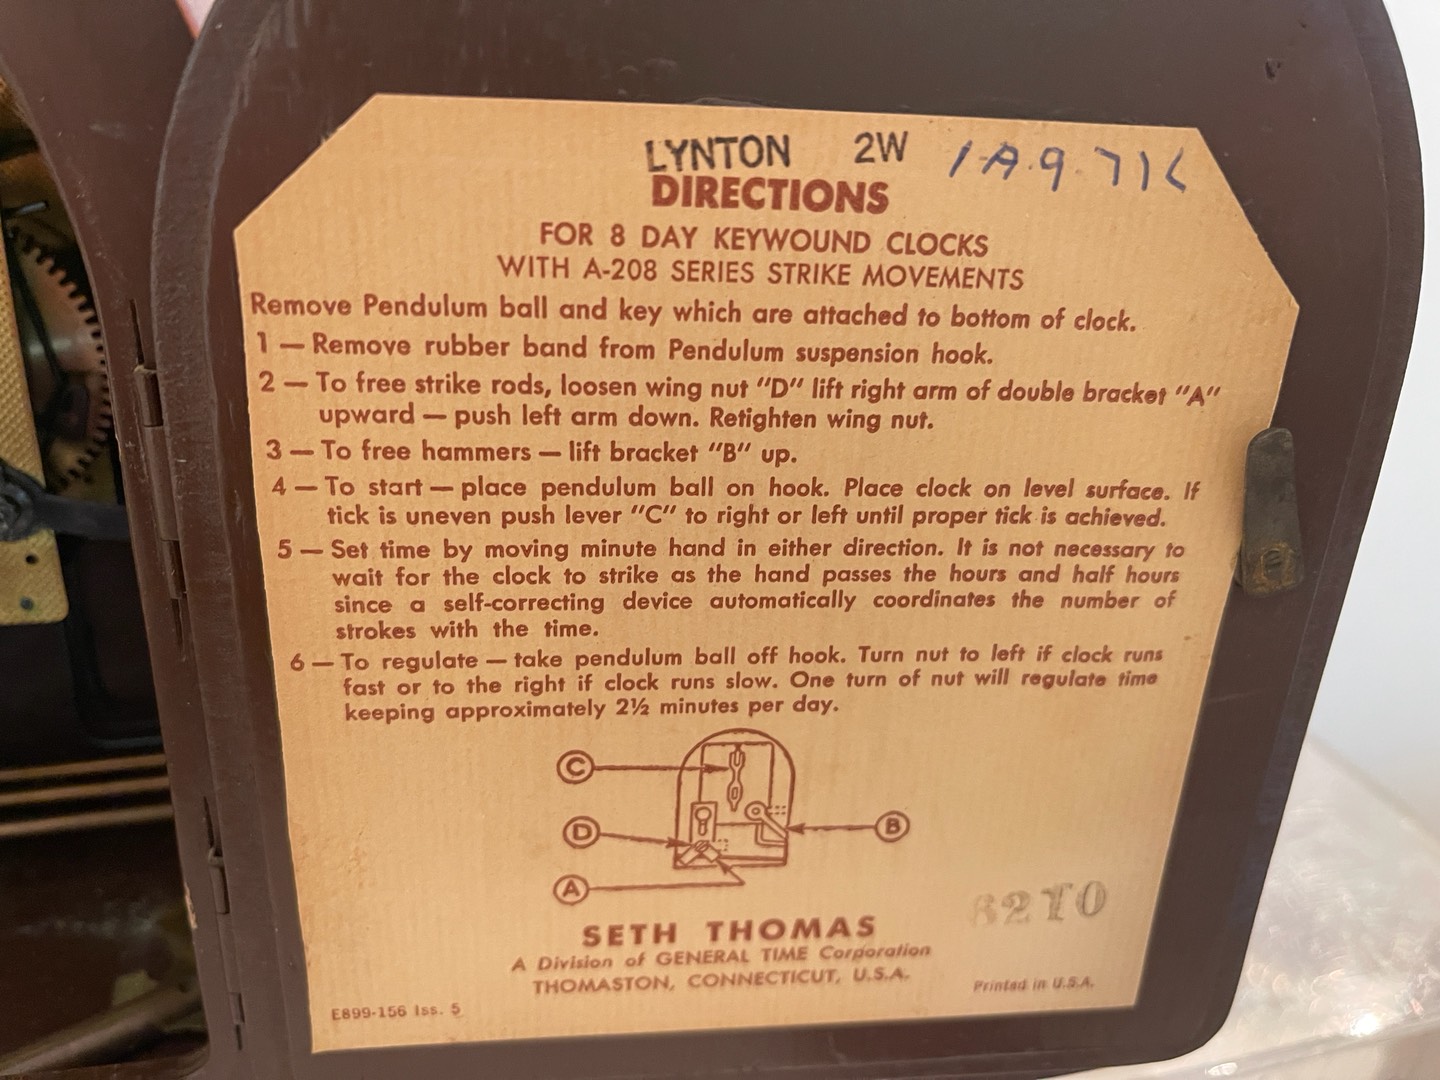 LYNTON 2W 1A9716
DIRECTIONS
FOR 8 DAY KEYWOUND CLOCKS
WITH A-208 SERIES STRIKE MOVEMENTS
Remove Pendulum ball and key which are attached to bottom of clock.
1 — Remove rubber band from Pendulum suspension hook.
2 — To free strike rods, loosen wing nut "D" lift right arm of double bracket "A"
upward — push left arm down. Retighten wing nut.
3 — To free hammers — lift bracket "B" up.
4 — To start — place pendulum ball on hook. Place clock on level surface. If
tick is uneven push lever "C" to right or left until proper tick is achieved.
5 — Set time by moving minute hand in either direction. It is not necessary to
wait for the clock to strike as the hand passes the hours and half hours
since a self-correcting device automatically coordinates the number of
strokes with the time.
6 — To regulate — take pendulum ball off hook. Turn nut to left if clock runs
fast or to the right if clock runs slow. One turn of nut will regulate time
keeping approximately 2½ minutes per day.
C
D
B
A
SETH THOMAS
A Division of GENERAL TIME Corporation
THOMASTON, CONNECTICUT, U.S.A.
Printed in U.S.A.
E899-156 Iss. 5